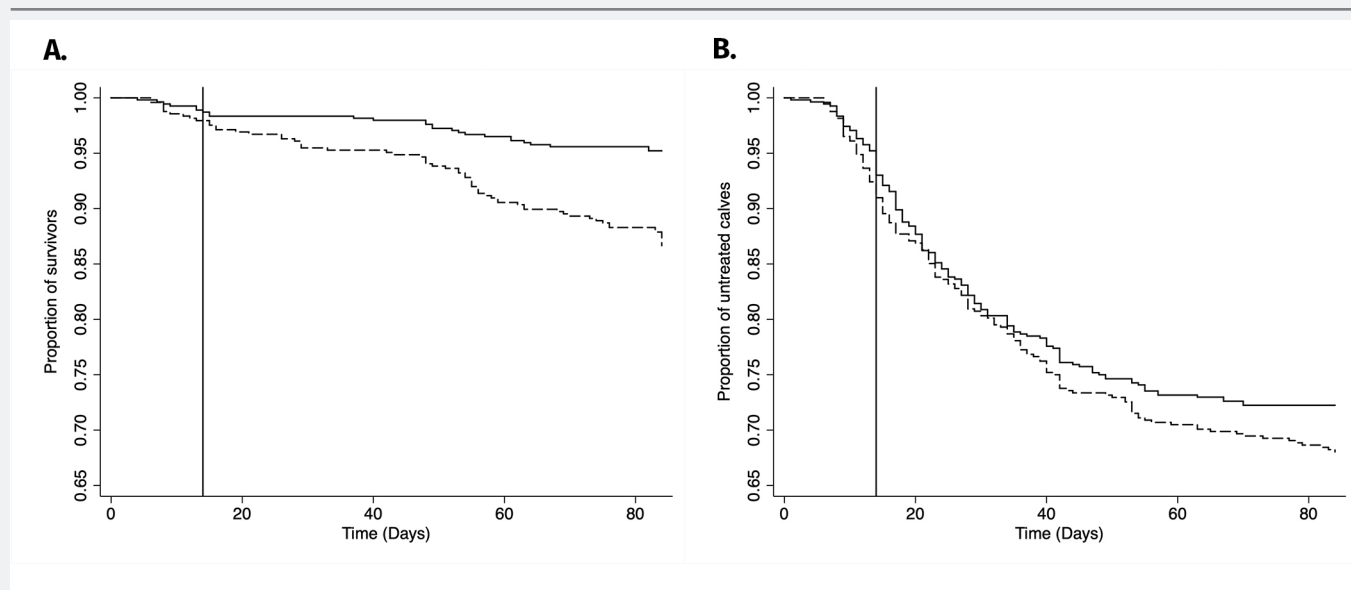 A.
Proportion of survivors
1.00
0.95
0.90
0.85
0.80
0.75
0.70
0.65
0 20 40 60 80
Time (Days)
B.
Proportion of untreated calves
1.00
0.95
0.90
0.85
0.80
0.75
0.70
0.65
0 20 40 60 80
Time (Days)